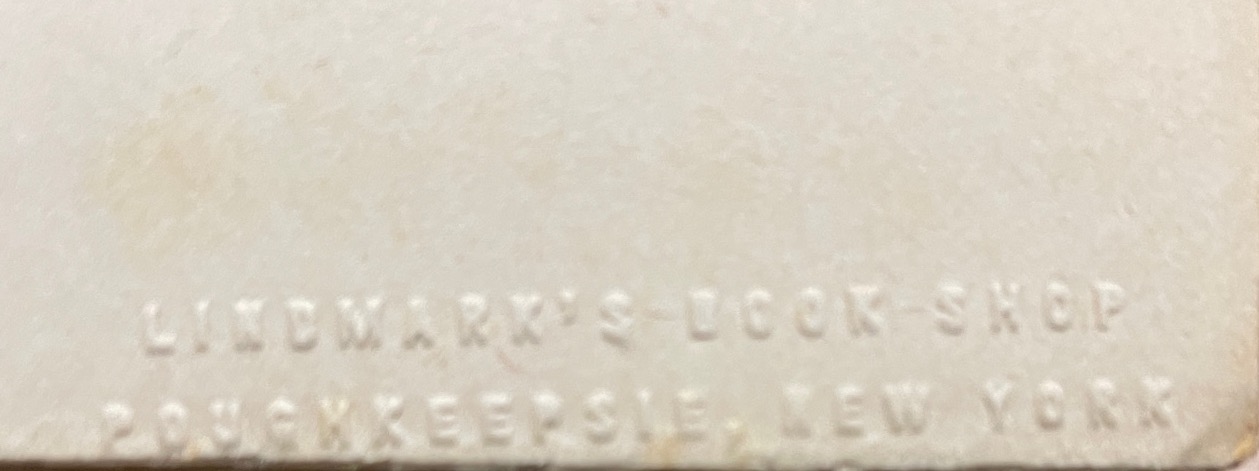 LINDMARK'S BOOK SHOP
POUGHKEEPSIE, NEW YORK